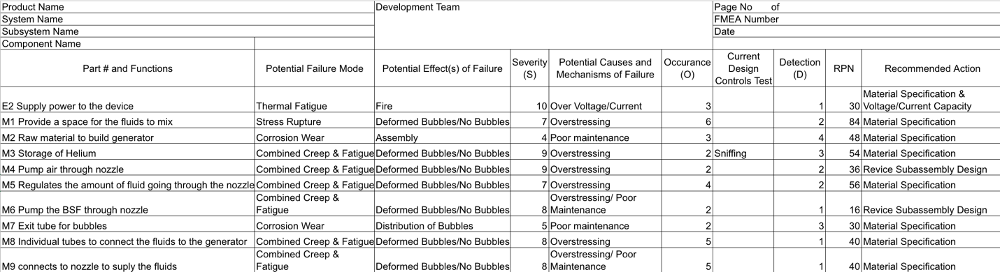 Product Name Development Team Page No of
System Name FMEA Number
Subsystem Name Date
Component Name
Part # and Functions Potential Failure Mode Potential Effect(s) of Failure Severity (S) Potential Causes and Mechanisms of Failure Occurance (O) Current Design Controls Test Detection (D) RPN Recommended Action
E2 Supply power to the device Thermal Fatigue Fire 10 Over Voltage/Current 3 1 30 Material Specification & Voltage/Current Capacity
M1 Provide a space for the fluids to mix Stress Rupture Deformed Bubbles/No Bubbles 7 Overstressing 6 2 84 Material Specification
M2 Raw material to build generator Corrosion Wear Assembly 4 Poor maintenance 3 4 48 Material Specification
M3 Storage of Helium Combined Creep & Fatigue Deformed Bubbles/No Bubbles 9 Overstressing 2 Sniffing 3 54 Material Specification
M4 Pump air through nozzle Combined Creep & Fatigue Deformed Bubbles/No Bubbles 9 Overstressing 2 2 36 Revice Subassembly Design
M5 Regulates the amount of fluid going through the nozzle Combined Creep & Fatigue Deformed Bubbles/No Bubbles 7 Overstressing 4 2 56 Material Specification
M6 Pump the BSF through nozzle Combined Creep & Fatigue Deformed Bubbles/No Bubbles 8 Overstressing/ Poor Maintenance 2 1 16 Revice Subassembly Design
M7 Exit tube for bubbles Corrosion Wear Distribution of Bubbles 5 Poor maintenance 2 3 30 Material Specification
M8 Individual tubes to connect the fluids to the generator Combined Creep & Fatigue Deformed Bubbles/No Bubbles 8 Overstressing 5 1 40 Material Specification
M9 connects to nozzle to suply the fluids Combined Creep & Fatigue Deformed Bubbles/No Bubbles 8 Overstressing/ Poor Maintenance 5 1 40 Material Specification